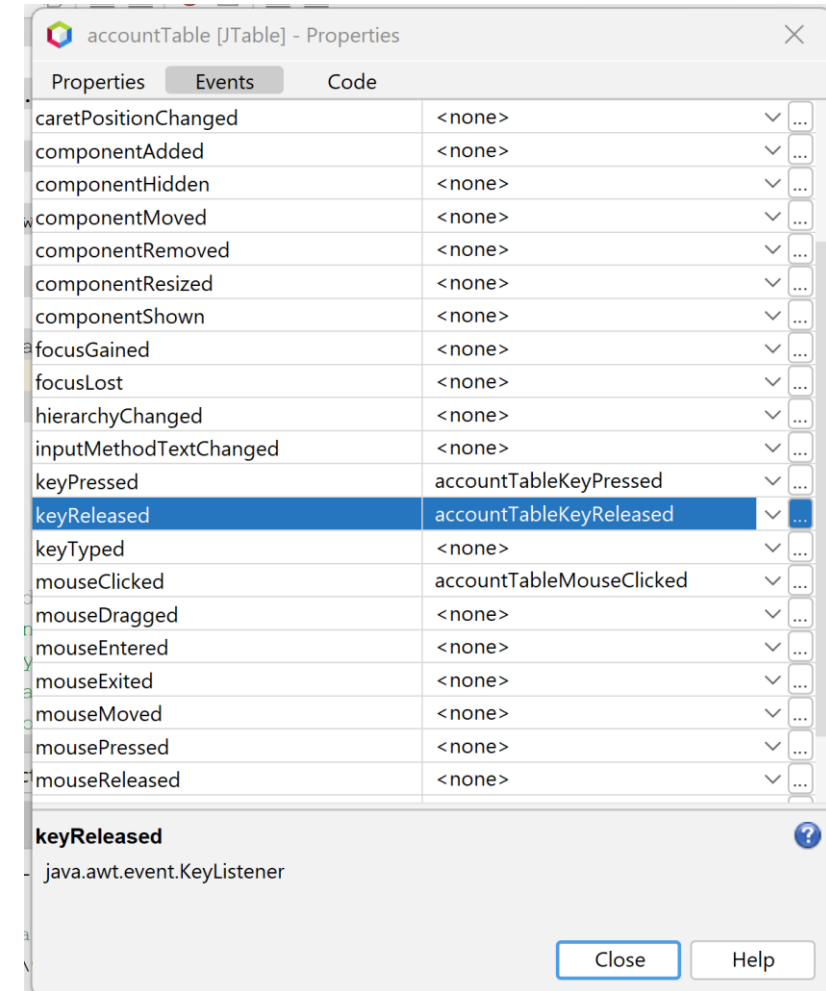 accountTable [JTable] - Properties
Properties Events Code
caretPositionChanged <none> ...
componentAdded <none> ...
componentHidden <none> ...
componentMoved <none> ...
componentRemoved <none> ...
componentResized <none> ...
componentShown <none> ...
focusGained <none> ...
focusLost <none> ...
hierarchyChanged <none> ...
inputMethodTextChanged <none> ...
keyPressed accountTableKeyPressed ...
keyReleased accountTableKeyReleased ...
keyTyped <none> ...
mouseClicked accountTableMouseClicked ...
mouseDragged <none> ...
mouseEntered <none> ...
mouseExited <none> ...
mouseMoved <none> ...
mousePressed <none> ...
mouseReleased <none> ...
keyReleased ?
java.awt.event.KeyListener
Close Help